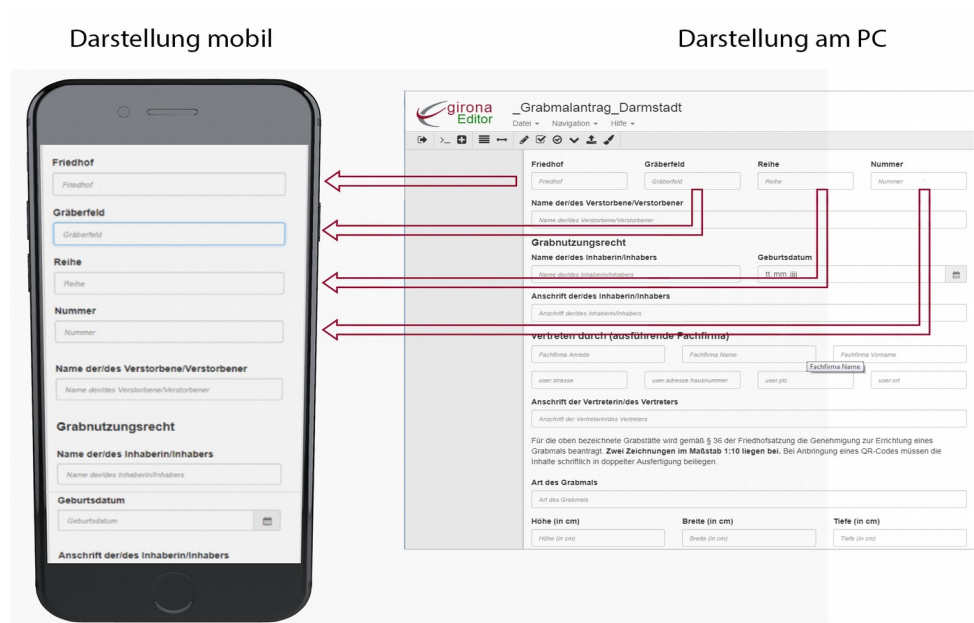 Darstellung mobil
Darstellung am PC
Friedhof
Friedhof
Gräberfeld
Gräberfeld
Reihe
Reihe
Nummer
Nummer
Name der/des Verstorbene/Verstorbener
Name der/des Verstorbene/Verstorbener
Grabnutzungsrecht
Name der/des Inhaberin/Inhabers
Name der/des Inhaberin/Inhabers
Geburtsdatum
Geburtsdatum
Anschrift der/des Inhaberin/Inhabers
girona
Editor
_Grabmalantrag_Darmstadt
Datei Navigation Hilfe
Friedhof Gräberfeld Reihe Nummer
Friedhof Gräberfeld Reihe Nummer
Name der/des Verstorbene/Verstorbener
Name der/des Verstorbene/Verstorbener
Grabnutzungsrecht
Name der/des Inhaberin/Inhabers Geburtsdatum
Name der/des Inhaberin/Inhabers tt.mm.jjjj
Anschrift der/des Inhaberin/Inhabers
Anschrift der/des Inhaberin/Inhabers
vertreten durch (ausführende Fachfirma)
Fachfirma Anrede Fachfirma Name Fachfirma Vorname
Fachfirma Name.
user.strasse user.adresse.hausnummer user.plz user.ort
Anschrift der Vertreterin/des Vertreters
Anschrift der Vertreterin/des Vertreters
Für die oben bezeichnete Grabstätte wird gemäß § 36 der Friedhofsatzung die Genehmigung zur Errichtung eines
Grabmals beantragt. Zwei Zeichnungen im Maßstab 1:10 liegen bei. Bei Anbringung eines QR-Codes müssen die
Inhalte schriftlich in doppelter Ausfertigung beiliegen.
Art des Grabmals
Art des Grabmals
Höhe (in cm) Breite (in cm) Tiefe (in cm)
Höhe (in cm) Breite (in cm) Tiefe (in cm)